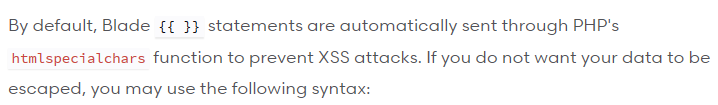 By default, Blade {{ }} statements are automatically sent through PHP's
htmlspecialchars function to prevent XSS attacks. If you do not want your data to be
escaped, you may use the following syntax: